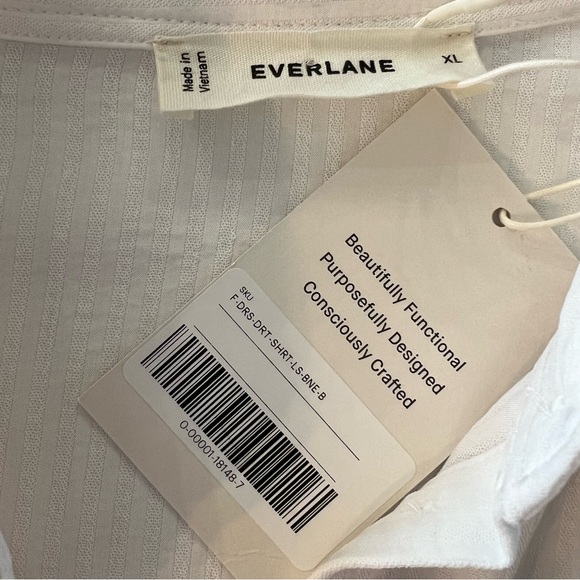 Made in
Vietnam
EVERLANE
XL
Beautifully Functional
Purposefully Designed
Consciously Crafted
SKU
F-DRS-DRT-SHRT-LS-BNE-B
0-00001-18148-7